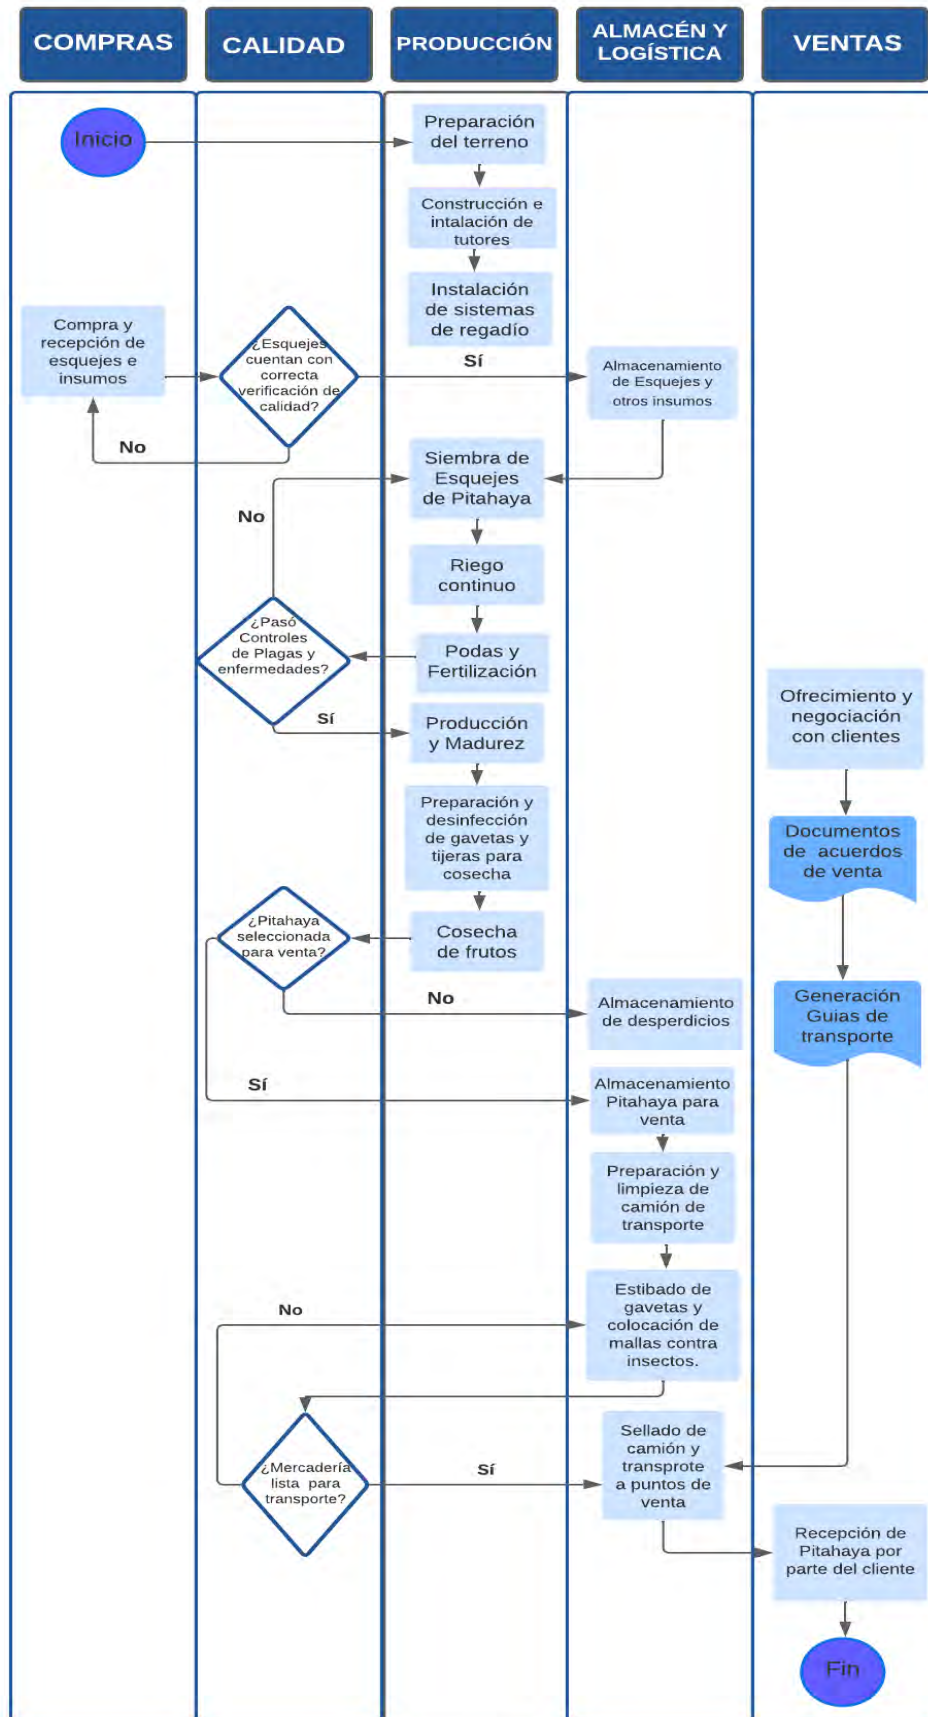 COMPRAS
CALIDAD
PRODUCCIÓN
ALMACÉN Y
LOGÍSTICA
VENTAS
Inicio
Preparación
del terreno
Construcción e
intalación de
tutores
Instalación
de sistemas
de regadío
Compra y
recepción de
esquejes e
insumos
¿Esquejes
cuentan con
correcta
verificación de
calidad?
Sí
No
Almacenamiento
de Esquejes y
otros insumos
Siembra de
Esquejes
de Pitahaya
No
Riego
continuo
¿Pasó
Controles
de Plagas y
enfermedades?
Podas y
Fertilización
Sí
Producción
y Madurez
Ofrecimiento y
negociación
con clientes
Preparación y
desinfección
de gavetas y
tijeras para
cosecha
Documentos
de acuerdos
de venta
¿Pitahaya
seleccionada
para venta?
Cosecha
de frutos
No
Almacenamiento
de desperdicios
Generación
Guias de
transporte
Sí
Almacenamiento
Pitahaya para
venta
Preparación y
limpieza de
camión de
transporte
No
Estibado de
gavetas y
colocación de
mallas contra
insectos.
¿Mercadería
lista para
transporte?
Sí
Sellado de
camión y
transprote
a puntos de
venta
Recepción de
Pitahaya por
parte del cliente
Fin